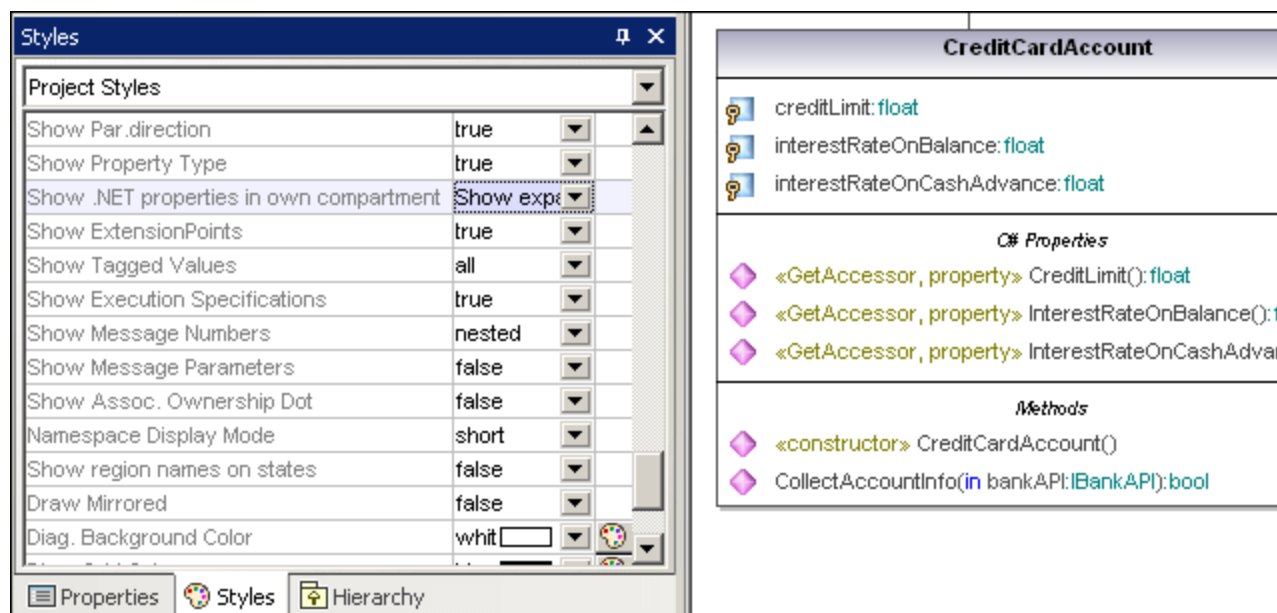 Styles
Project Styles
Show Par.direction true
Show Property Type true
Show .NET properties in own compartment Show expa
Show ExtensionPoints true
Show Tagged Values all
Show Execution Specifications true
Show Message Numbers nested
Show Message Parameters false
Show Assoc. Ownership Dot false
Namespace Display Mode short
Show region names on states false
Draw Mirrored false
Diag. Background Color whit
Properties Styles Hierarchy
CreditCardAccount
creditLimit:float
interestRateOnBalance:float
interestRateOnCashAdvance:float
C# Properties
«GetAccessor, property» CreditLimit():float
«GetAccessor, property» InterestRateOnBalance():f
«GetAccessor, property» InterestRateOnCashAdvan
Methods
«constructor» CreditCardAccount()
CollectAccountInfo(in bankAPI:IBankAPI):bool